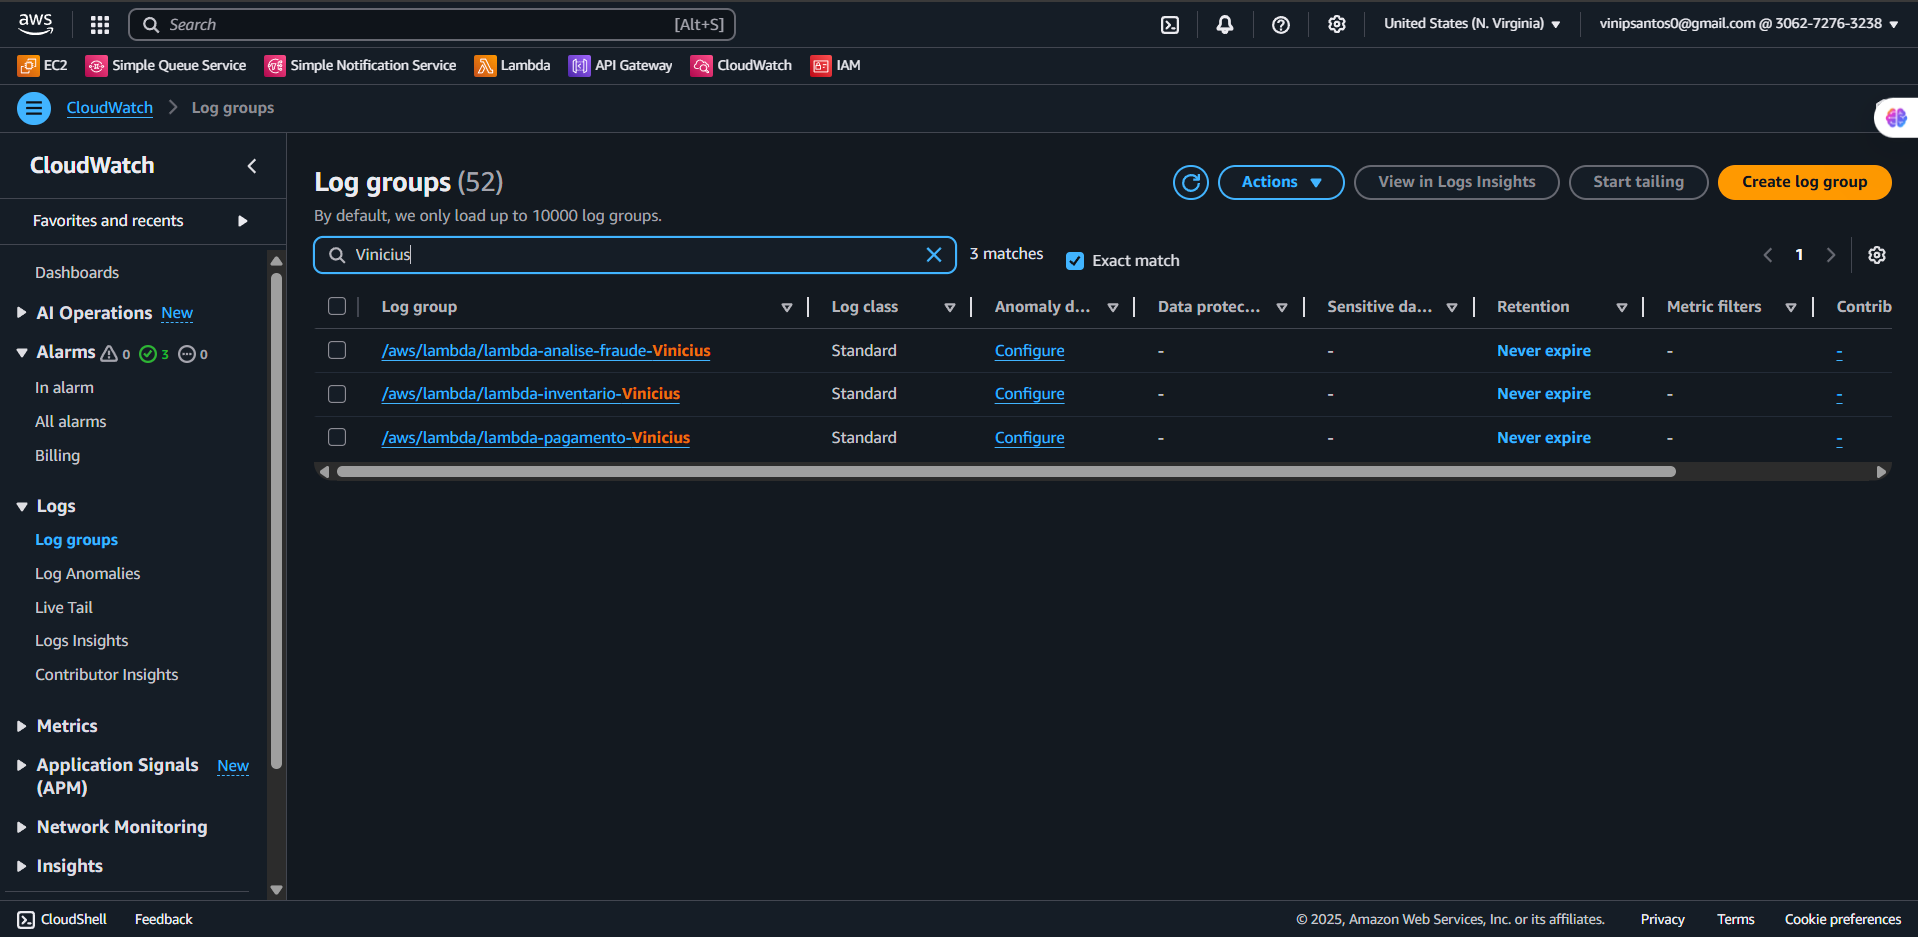 aws
Search [Alt+S]
United States (N. Virginia)
vinipsantos0@gmail.com @ 3062-7276-3238
EC2 Simple Queue Service Simple Notification Service Lambda API Gateway CloudWatch IAM
CloudWatch Log groups
CloudWatch
Favorites and recents
Dashboards
AI Operations New
Alarms 0 3 0
In alarm
All alarms
Billing
Logs
Log groups
Log Anomalies
Live Tail
Logs Insights
Contributor Insights
Metrics
Application Signals New
(APM)
Network Monitoring
Insights
Log groups (52)
By default, we only load up to 10000 log groups.
Actions View in Logs Insights Start tailing Create log group
Vinicius
3 matches
Exact match
1
Log group Log class Anomaly d... Data protec... Sensitive da... Retention Metric filters Contrib
/aws/lambda/lambda-analise-fraude-Vinicius Standard Configure - - Never expire - -
/aws/lambda/lambda-inventario-Vinicius Standard Configure - - Never expire - -
/aws/lambda/lambda-pagamento-Vinicius Standard Configure - - Never expire - -
CloudShell Feedback
© 2025, Amazon Web Services, Inc. or its affiliates. Privacy Terms Cookie preferences